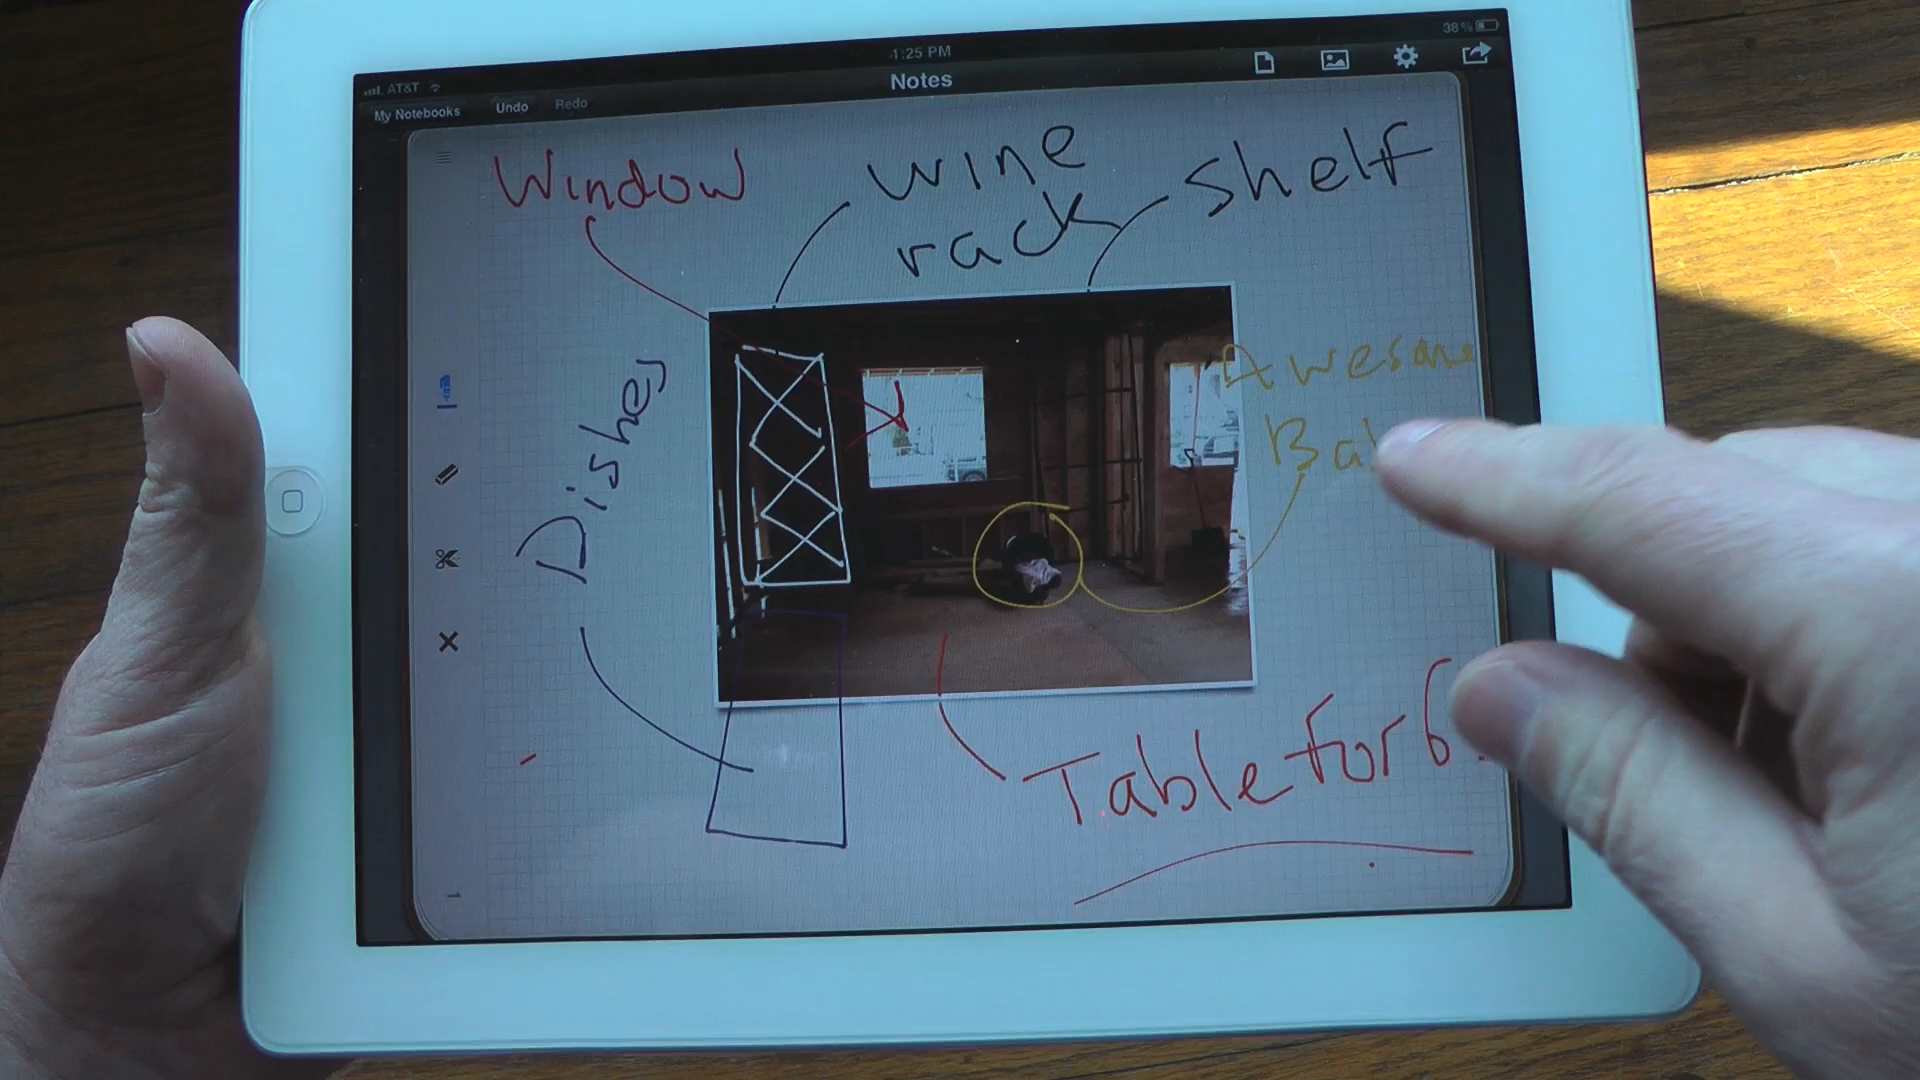 38%
AT&T
1:25 PM
Notes
My Notebooks Undo Redo
Window
wine
rack
shelf
Awesome
Dishes
Table for 6
1